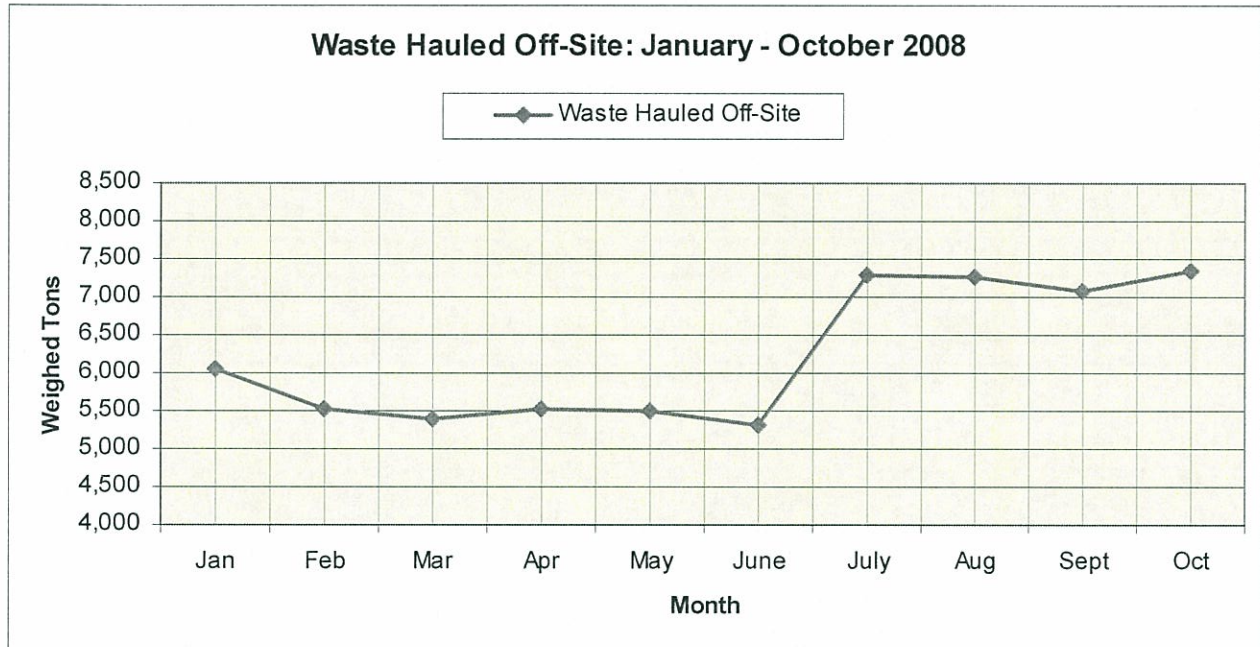 Waste Hauled Off-Site: January - October 2008
Waste Hauled Off-Site
8,500
8,000
7,500
7,000
6,500
6,000
5,500
5,000
4,500
4,000
Weighed Tons
Jan Feb Mar Apr May June July Aug Sept Oct
Month